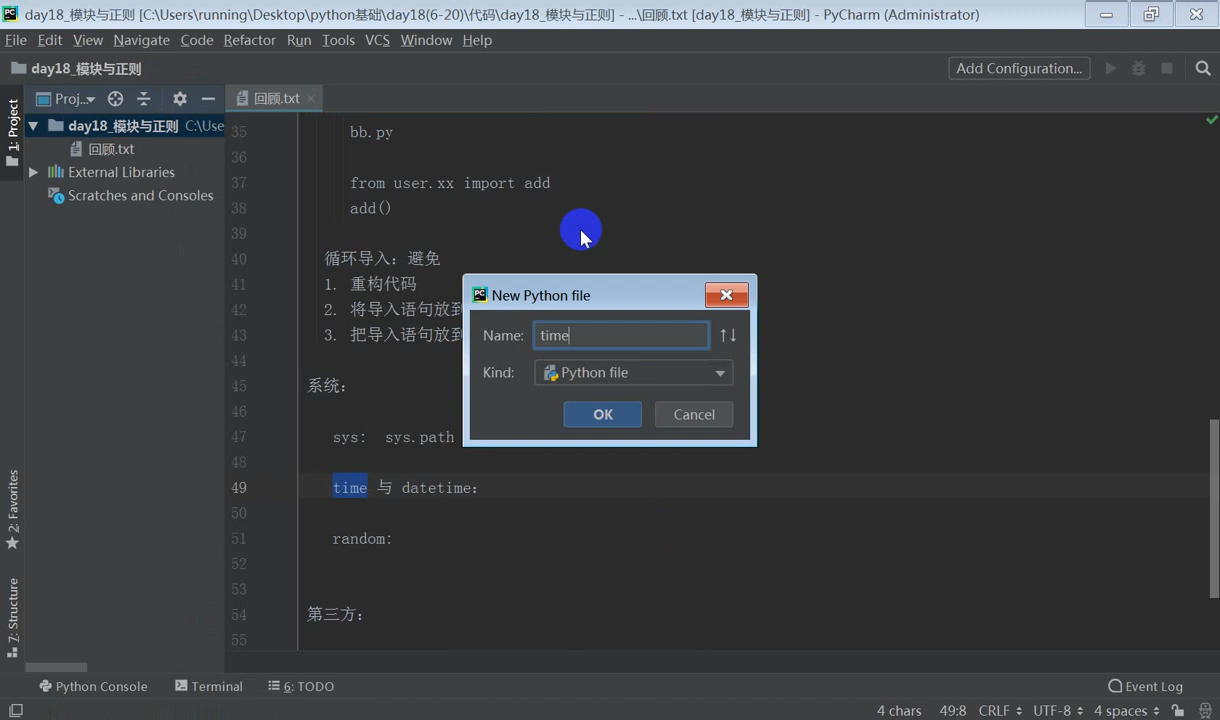 day18_模块与正则 [C:\Users\running\Desktop\python基础\day18(6-20)\代码\day18_模块与正则] - ...\回顾.txt [day18_模块与正则] - PyCharm (Administrator)
File Edit View Navigate Code Refactor Run Tools VCS Window Help
day18_模块与正则
Add Configuration...
Proj...
回顾.txt
1: Project
day18_模块与正则 C:\Use
回顾.txt
External Libraries
Scratches and Consoles
35 bb.py
36
37 from user.xx import add
38 add()
39
40 循环导入：避免
41 1. 重构代码
42 2. 将导入语句放到
43 3. 把导入语句放到
44
45 系统：
46
47 sys: sys.path
48
49 time 与 datetime:
50
51 random:
52
53
54 第三方：
55
New Python file
Name: time
Kind: Python file
OK Cancel
2: Favorites
7: Structure
Python Console Terminal 6: TODO Event Log
4 chars 49:8 CRLF UTF-8 4 spaces